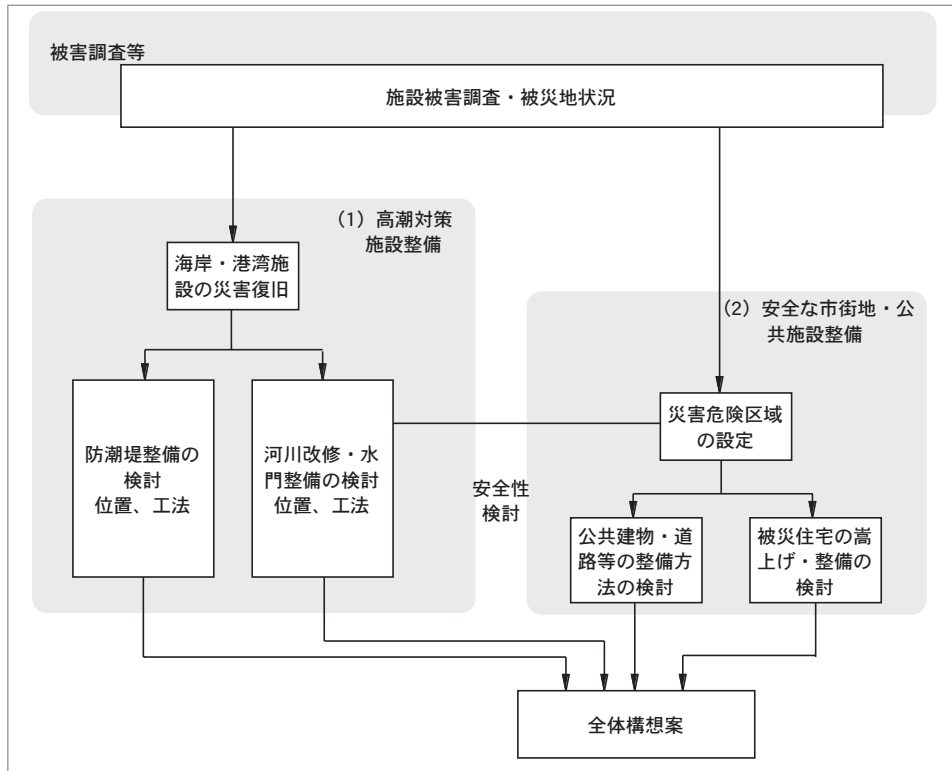 被害調査等
施設被害調査・被災地状況
(1)高潮対策
施設整備
海岸・港湾施
設の災害復旧
防潮堤整備の
検討
位置、工法
河川改修・水
門整備の検討
位置、工法
安全性
検討
(2)安全な市街地・公
共施設整備
災害危険区域
の設定
公共建物・道
路等の整備方
法の検討
被災住宅の嵩
上げ・整備の
検討
全体構想案